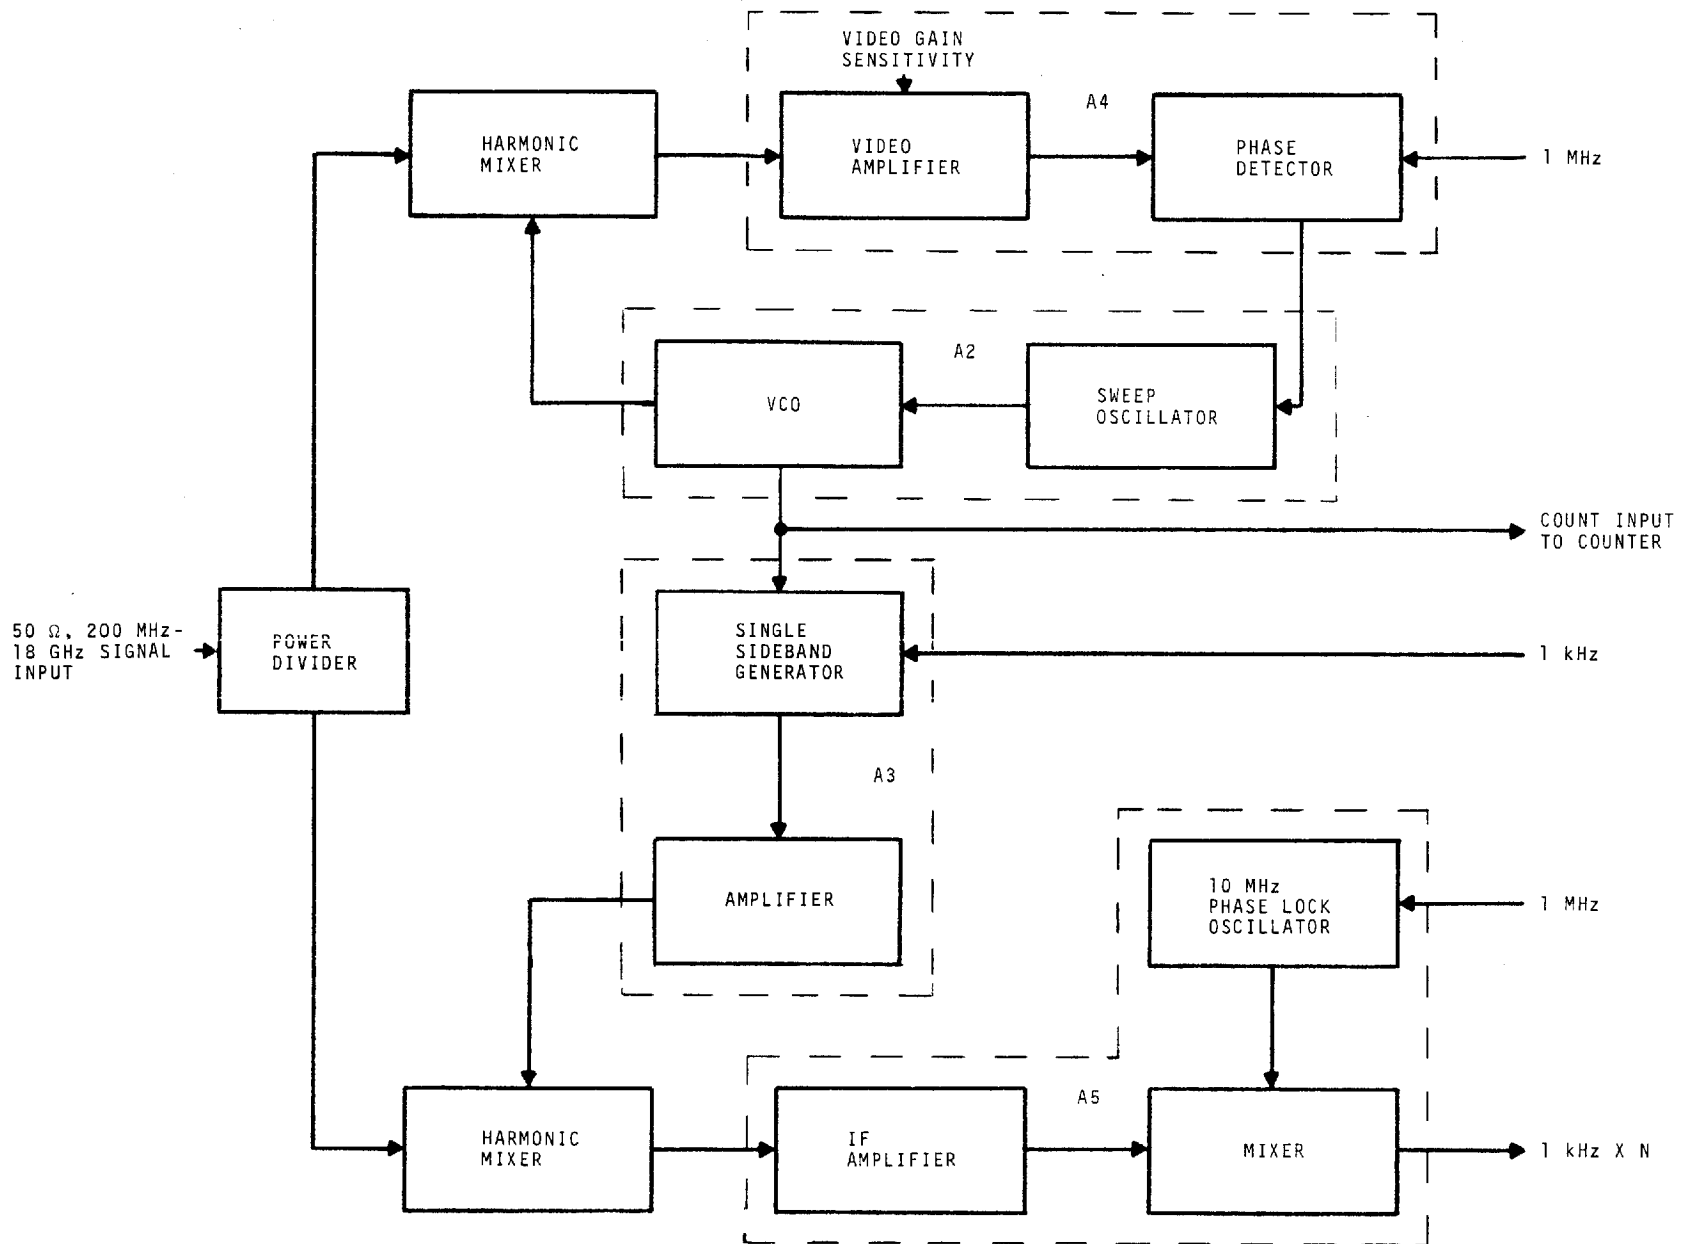 VIDEO GAIN
SENSITIVITY
A4
HARMONIC
MIXER
VIDEO
AMPLIFIER
PHASE
DETECTOR
1 MHz
A2
VCO
SWEEP
OSCILLATOR
COUNT INPUT
TO COUNTER
50 Ω, 200 MHz-
18 GHz SIGNAL
INPUT
POWER
DIVIDER
SINGLE
SIDEBAND
GENERATOR
1 kHz
A3
AMPLIFIER
10 MHz
PHASE LOCK
OSCILLATOR
1 MHz
HARMONIC
MIXER
IF
AMPLIFIER
A5
MIXER
1 kHz X N